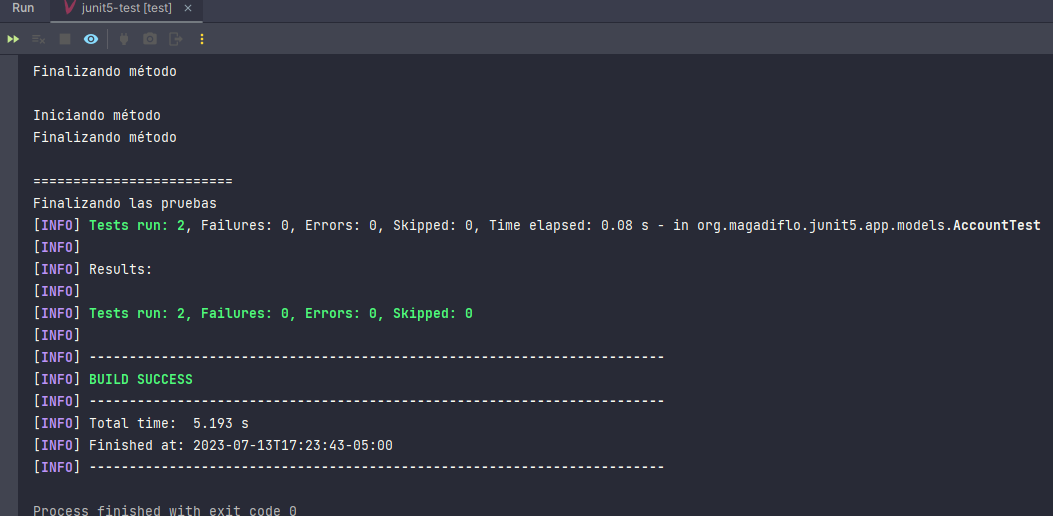 Run junit5-test [test] ×
Finalizando método
Iniciando método
Finalizando método
=========================
Finalizando las pruebas
[INFO] Tests run: 2, Failures: 0, Errors: 0, Skipped: 0, Time elapsed: 0.08 s - in org.magadiflo.junit5.app.models.AccountTest
[INFO]
[INFO] Results:
[INFO]
[INFO] Tests run: 2, Failures: 0, Errors: 0, Skipped: 0
[INFO]
[INFO] ------------------------------------------------------------------------
[INFO] BUILD SUCCESS
[INFO] ------------------------------------------------------------------------
[INFO] Total time:  5.193 s
[INFO] Finished at: 2023-07-13T17:23:43-05:00
[INFO] ------------------------------------------------------------------------
Process finished with exit code 0